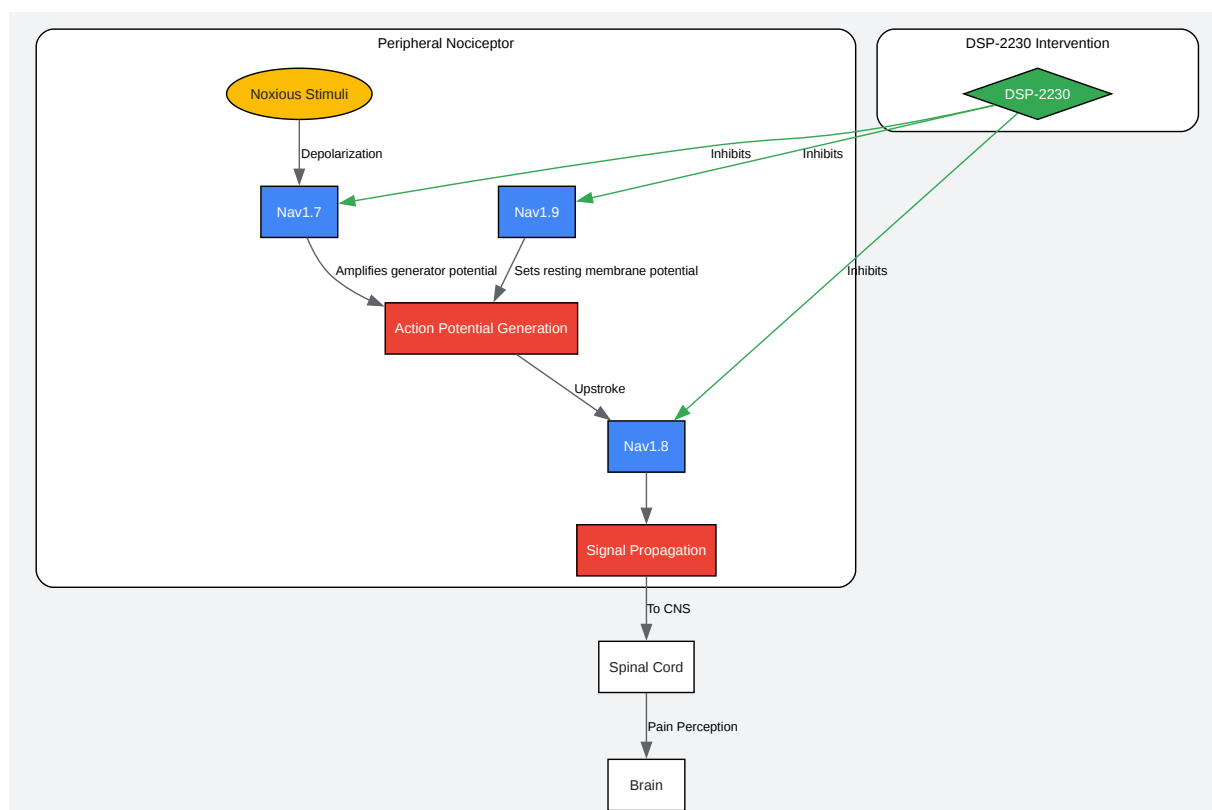 Peripheral Nociceptor
DSP-2230 Intervention
Noxious Stimuli
DSP-2230
Depolarization
Inhibits
Inhibits
Nav1.7
Nav1.9
Amplifies generator potential
Sets resting membrane potential
Inhibits
Action Potential Generation
Upstroke
Nav1.8
Signal Propagation
To CNS
Spinal Cord
Pain Perception
Brain